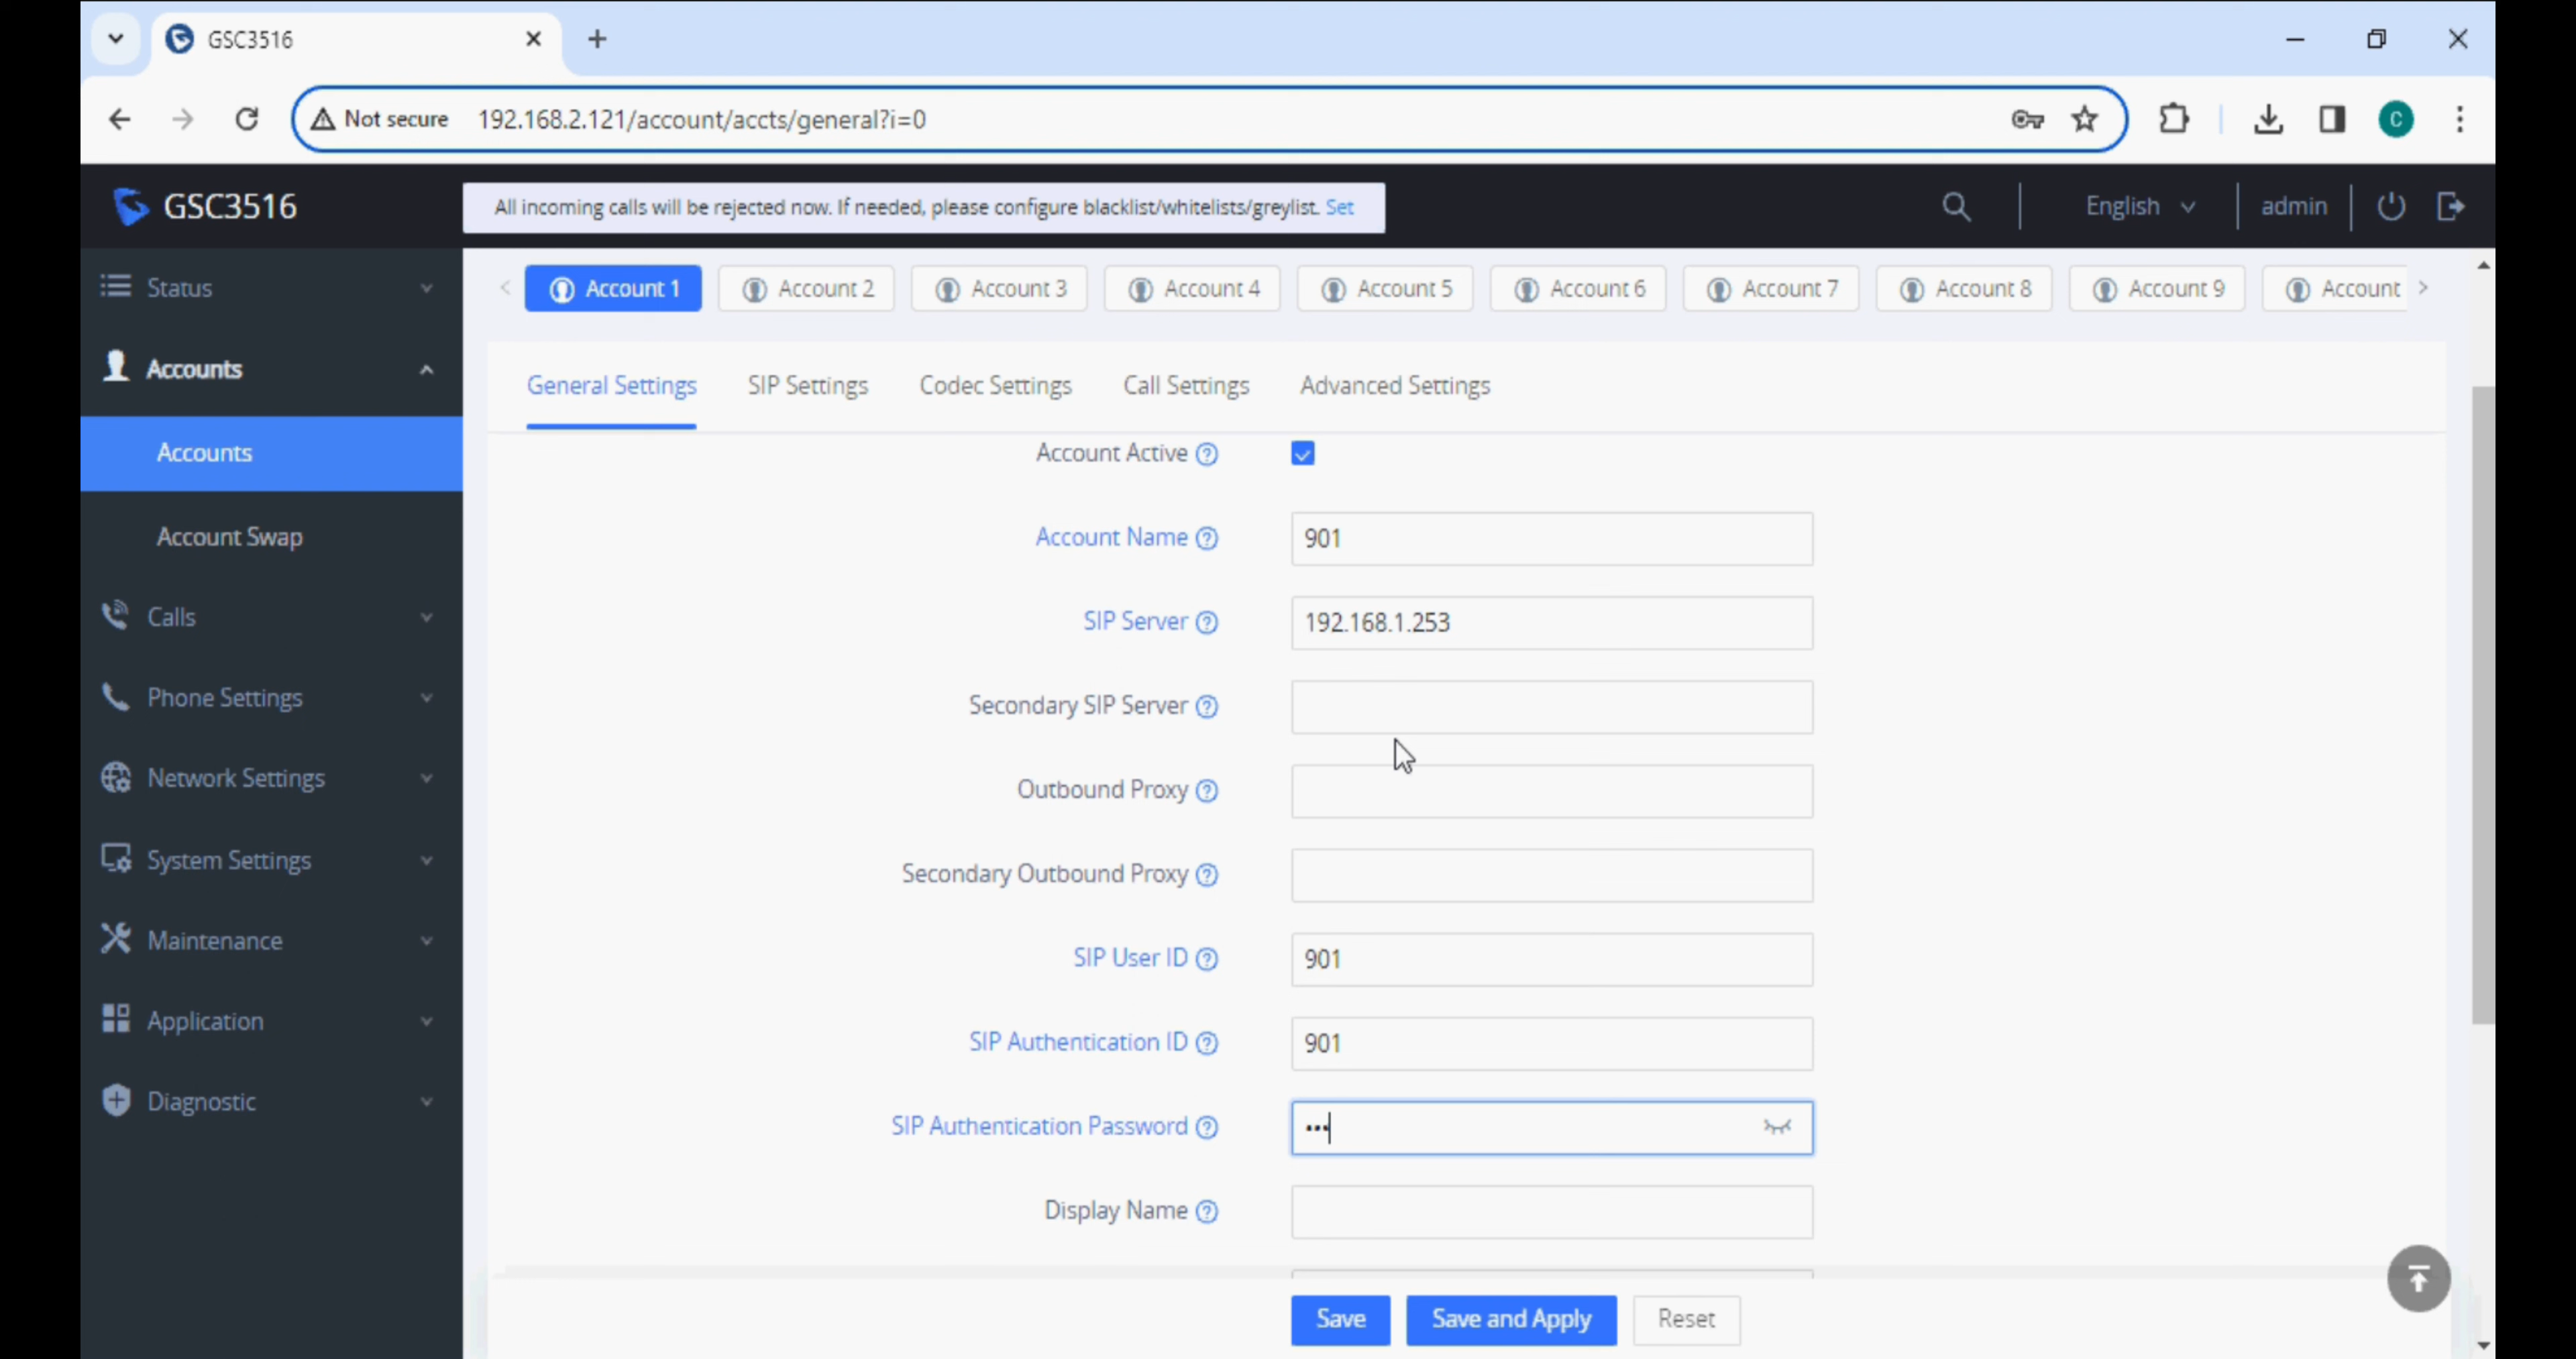 GSC3516
Not secure 192.168.2.121/account/accts/general?i=0
C
GSC3516
All incoming calls will be rejected now. If needed, please configure blacklist/whitelists/greylist. Set
English
admin
Status
Accounts
Accounts
Account Swap
Calls
Phone Settings
Network Settings
System Settings
Maintenance
Application
Diagnostic
Account 1 Account 2 Account 3 Account 4 Account 5 Account 6 Account 7 Account 8 Account 9 Account
General Settings SIP Settings Codec Settings Call Settings Advanced Settings
Account Active
Account Name 901
SIP Server 192.168.1.253
Secondary SIP Server
Outbound Proxy
Secondary Outbound Proxy
SIP User ID 901
SIP Authentication ID 901
SIP Authentication Password •••
Display Name
Save Save and Apply Reset